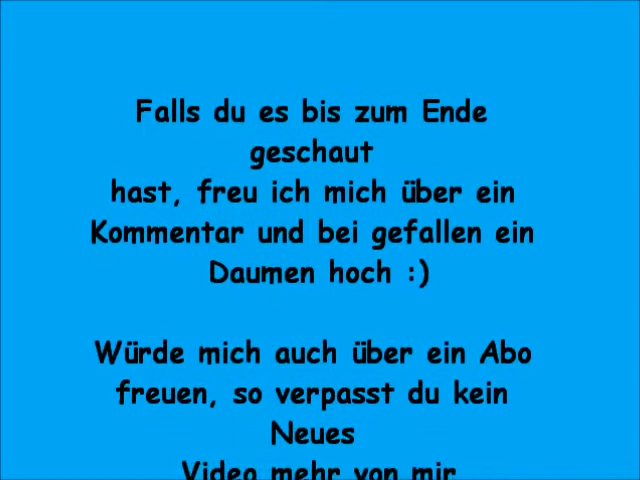 Falls du es bis zum Ende
geschaut
hast, freu ich mich über ein
Kommentar und bei gefallen ein
Daumen hoch :)
Würde mich auch über ein Abo
freuen, so verpasst du kein
Neues
Video mehr von mir